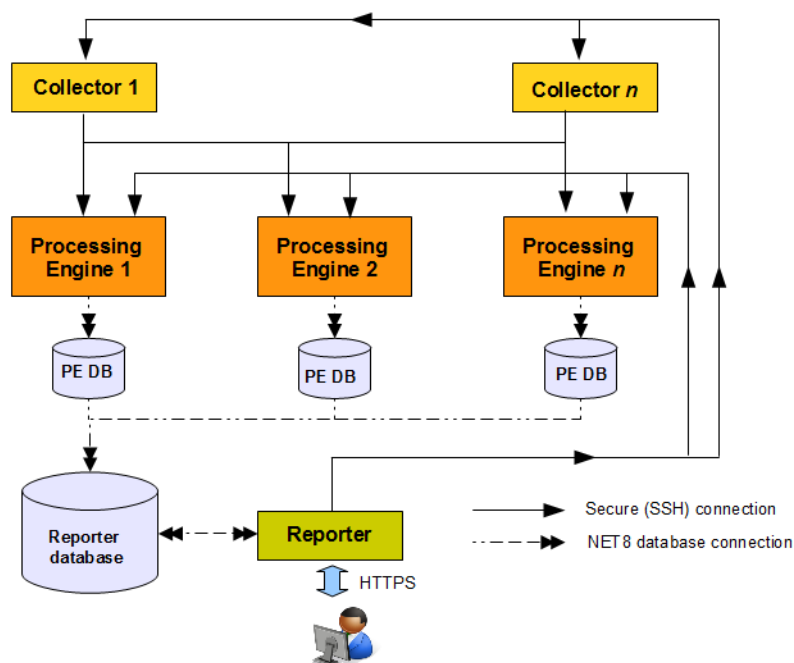 Collector 1
Collector n
Processing
Engine 1
Processing
Engine 2
Processing
Engine n
PE DB
PE DB
PE DB
Reporter
database
Reporter
HTTPS
Secure (SSH) connection
NET8 database connection